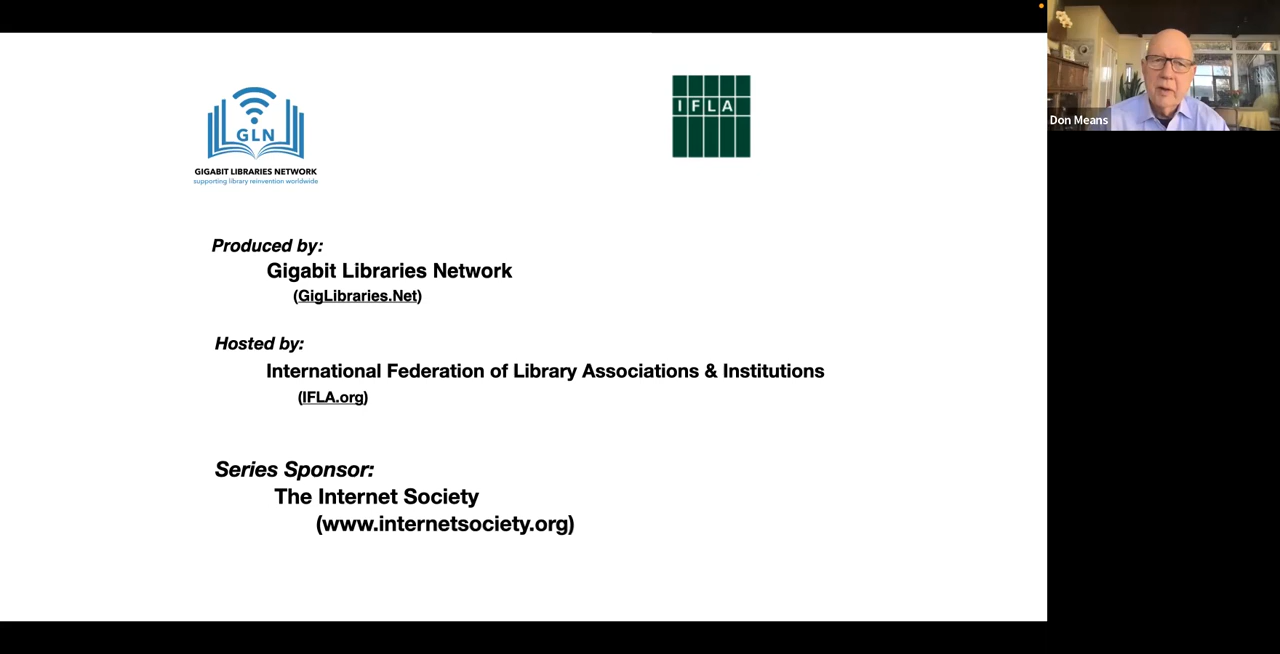 GLN
GIGABIT LIBRARIES NETWORK
supporting library reinvention worldwide
IFLA
Don Means
Produced by:
Gigabit Libraries Network
(GigLibraries.Net)
Hosted by:
International Federation of Library Associations & Institutions
(IFLA.org)
Series Sponsor:
The Internet Society
(www.internetsociety.org)